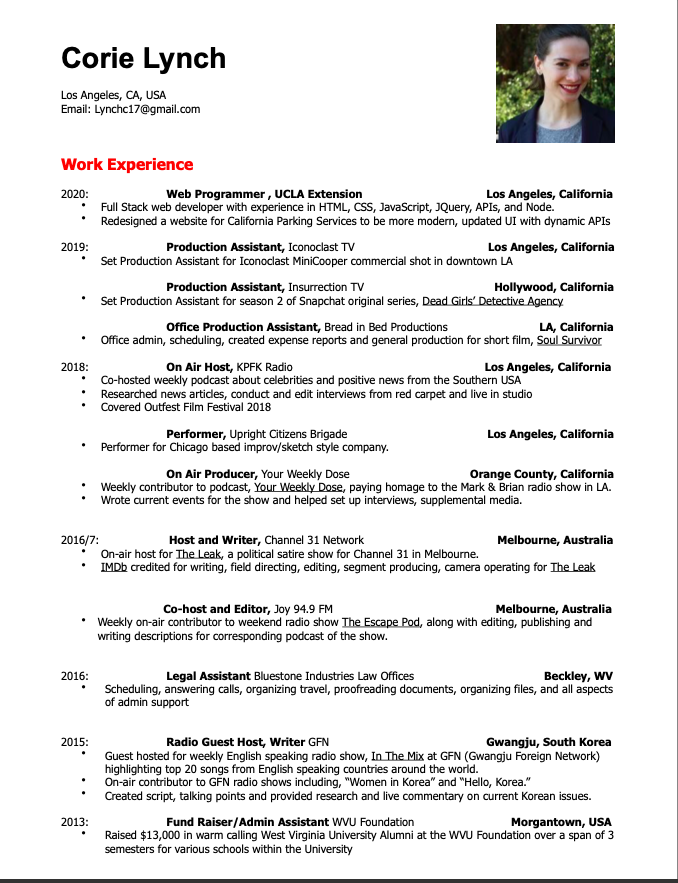 Corie Lynch
Los Angeles, CA, USA
Email: Lynchc17@gmail.com
Work Experience
2020: Web Programmer , UCLA Extension Los Angeles, California
• Full Stack web developer with experience in HTML, CSS, JavaScript, JQuery, APIs, and Node.
• Redesigned a website for California Parking Services to be more modern, updated UI with dynamic APIs
2019: Production Assistant, Iconoclast TV Los Angeles, California
• Set Production Assistant for Iconoclast MiniCooper commercial shot in downtown LA
Production Assistant, Insurrection TV Hollywood, California
• Set Production Assistant for season 2 of Snapchat original series, Dead Girls' Detective Agency
Office Production Assistant, Bread in Bed Productions LA, California
• Office admin, scheduling, created expense reports and general production for short film, Soul Survivor
2018: On Air Host, KPFK Radio Los Angeles, California
• Co-hosted weekly podcast about celebrities and positive news from the Southern USA
• Researched news articles, conduct and edit interviews from red carpet and live in studio
• Covered Outfest Film Festival 2018
Performer, Upright Citizens Brigade Los Angeles, California
• Performer for Chicago based improv/sketch style company.
On Air Producer, Your Weekly Dose Orange County, California
• Weekly contributor to podcast, Your Weekly Dose, paying homage to the Mark & Brian radio show in LA.
• Wrote current events for the show and helped set up interviews, supplemental media.
2016/7: Host and Writer, Channel 31 Network Melbourne, Australia
• On-air host for The Leak, a political satire show for Channel 31 in Melbourne.
• IMDb credited for writing, field directing, editing, segment producing, camera operating for The Leak
Co-host and Editor, Joy 94.9 FM Melbourne, Australia
• Weekly on-air contributor to weekend radio show The Escape Pod, along with editing, publishing and
writing descriptions for corresponding podcast of the show.
2016: Legal Assistant Bluestone Industries Law Offices Beckley, WV
• Scheduling, answering calls, organizing travel, proofreading documents, organizing files, and all aspects
of admin support
2015: Radio Guest Host, Writer GFN Gwangju, South Korea
• Guest hosted for weekly English speaking radio show, In The Mix at GFN (Gwangju Foreign Network)
highlighting top 20 songs from English speaking countries around the world.
• On-air contributor to GFN radio shows including, “Women in Korea” and “Hello, Korea.”
• Created script, talking points and provided research and live commentary on current Korean issues.
2013: Fund Raiser/Admin Assistant WVU Foundation Morgantown, USA
• Raised $13,000 in warm calling West Virginia University Alumni at the WVU Foundation over a span of 3
semesters for various schools within the University